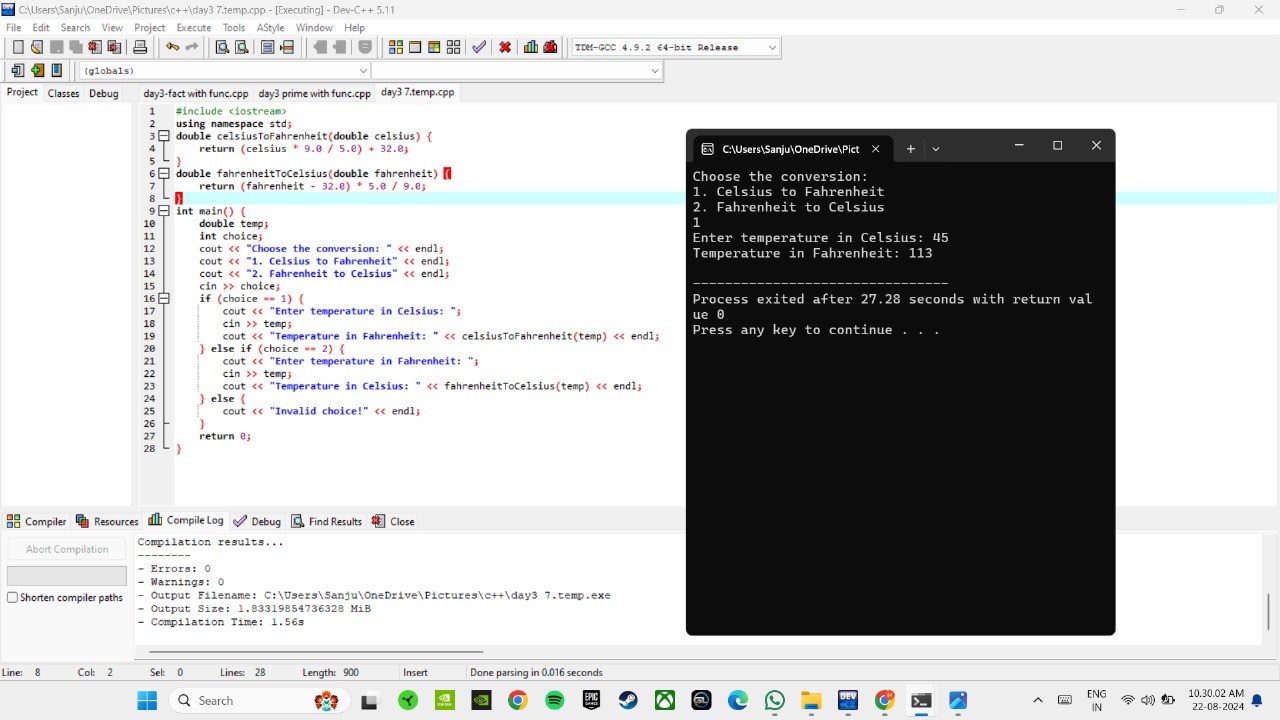 C:\Users\Sanju\OneDrive\Pictures\c++\day3 7.temp.cpp - [Executing] - Dev-C++ 5.11
File Edit Search View Project Execute Tools AStyle Window Help
TDM-GCC 4.9.2 64-bit Release
(globals)
Project Classes Debug
day3-fact with func.cpp day3 prime with func.cpp day3 7.temp.cpp
1 #include <iostream>
2 using namespace std;
3 double celsiusToFahrenheit(double celsius) {
4 return (celsius * 9.0 / 5.0) + 32.0;
5 }
6 double fahrenheitToCelsius(double fahrenheit) {
7 return (fahrenheit - 32.0) * 5.0 / 9.0;
8 }
9 int main() {
10 double temp;
11 int choice;
12 cout << "Choose the conversion: " << endl;
13 cout << "1. Celsius to Fahrenheit" << endl;
14 cout << "2. Fahrenheit to Celsius" << endl;
15 cin >> choice;
16 if (choice == 1) {
17 cout << "Enter temperature in Celsius: ";
18 cin >> temp;
19 cout << "Temperature in Fahrenheit: " << celsiusToFahrenheit(temp) << endl;
20 } else if (choice == 2) {
21 cout << "Enter temperature in Fahrenheit: ";
22 cin >> temp;
23 cout << "Temperature in Celsius: " << fahrenheitToCelsius(temp) << endl;
24 } else {
25 cout << "Invalid choice!" << endl;
26 }
27 return 0;
28 }
C:\Users\Sanju\OneDrive\Pict
Choose the conversion:
1. Celsius to Fahrenheit
2. Fahrenheit to Celsius
1
Enter temperature in Celsius: 45
Temperature in Fahrenheit: 113
--------------------------------
Process exited after 27.28 seconds with return val
ue 0
Press any key to continue . . .
Compiler Resources Compile Log Debug Find Results Close
Abort Compilation
Shorten compiler paths
Compilation results...
--------
- Errors: 0
- Warnings: 0
- Output Filename: C:\Users\Sanju\OneDrive\Pictures\c++\day3 7.temp.exe
- Output Size: 1.83319854736328 MiB
- Compilation Time: 1.56s
Line: 8 Col: 2 Sel: 0 Lines: 28 Length: 900 Insert Done parsing in 0.016 seconds
Search
EPIC GAMES
DEV
ENG
IN
10.30.02 AM
22-08-2024